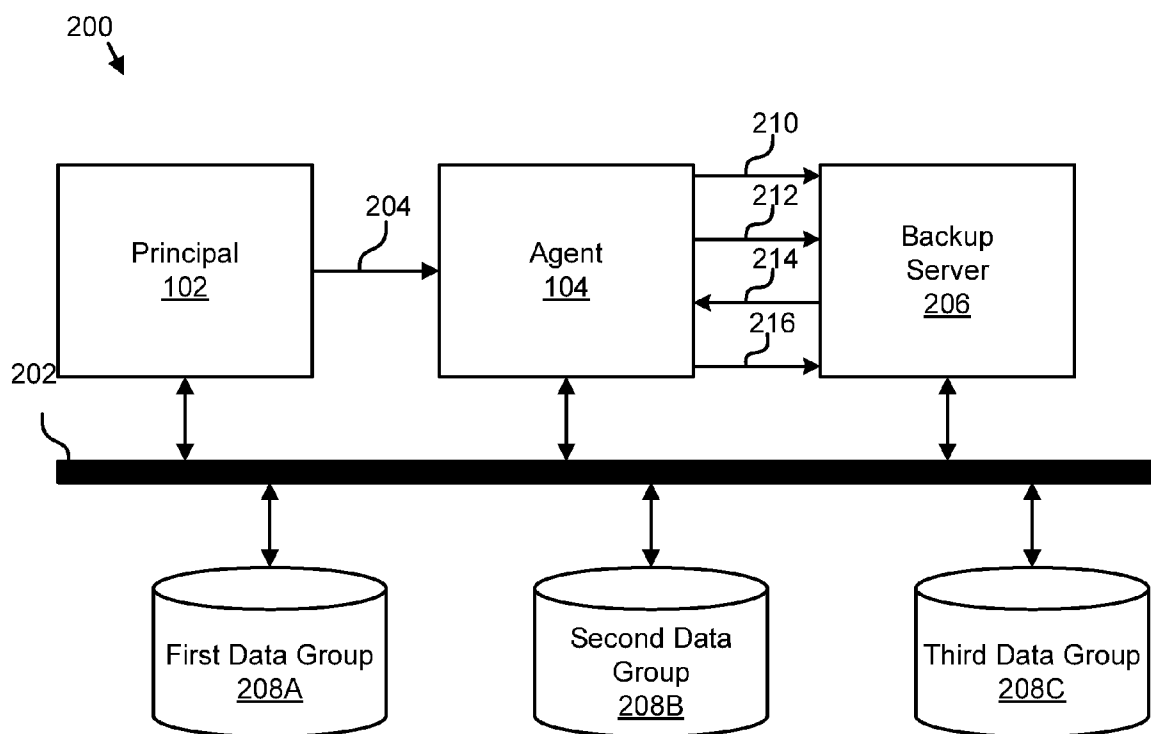 200
210
204
212
Principal
102
Agent
104
Backup
Server
206
214
216
202
First Data Group
208A
Second Data
Group
208B
Third Data Group
208C